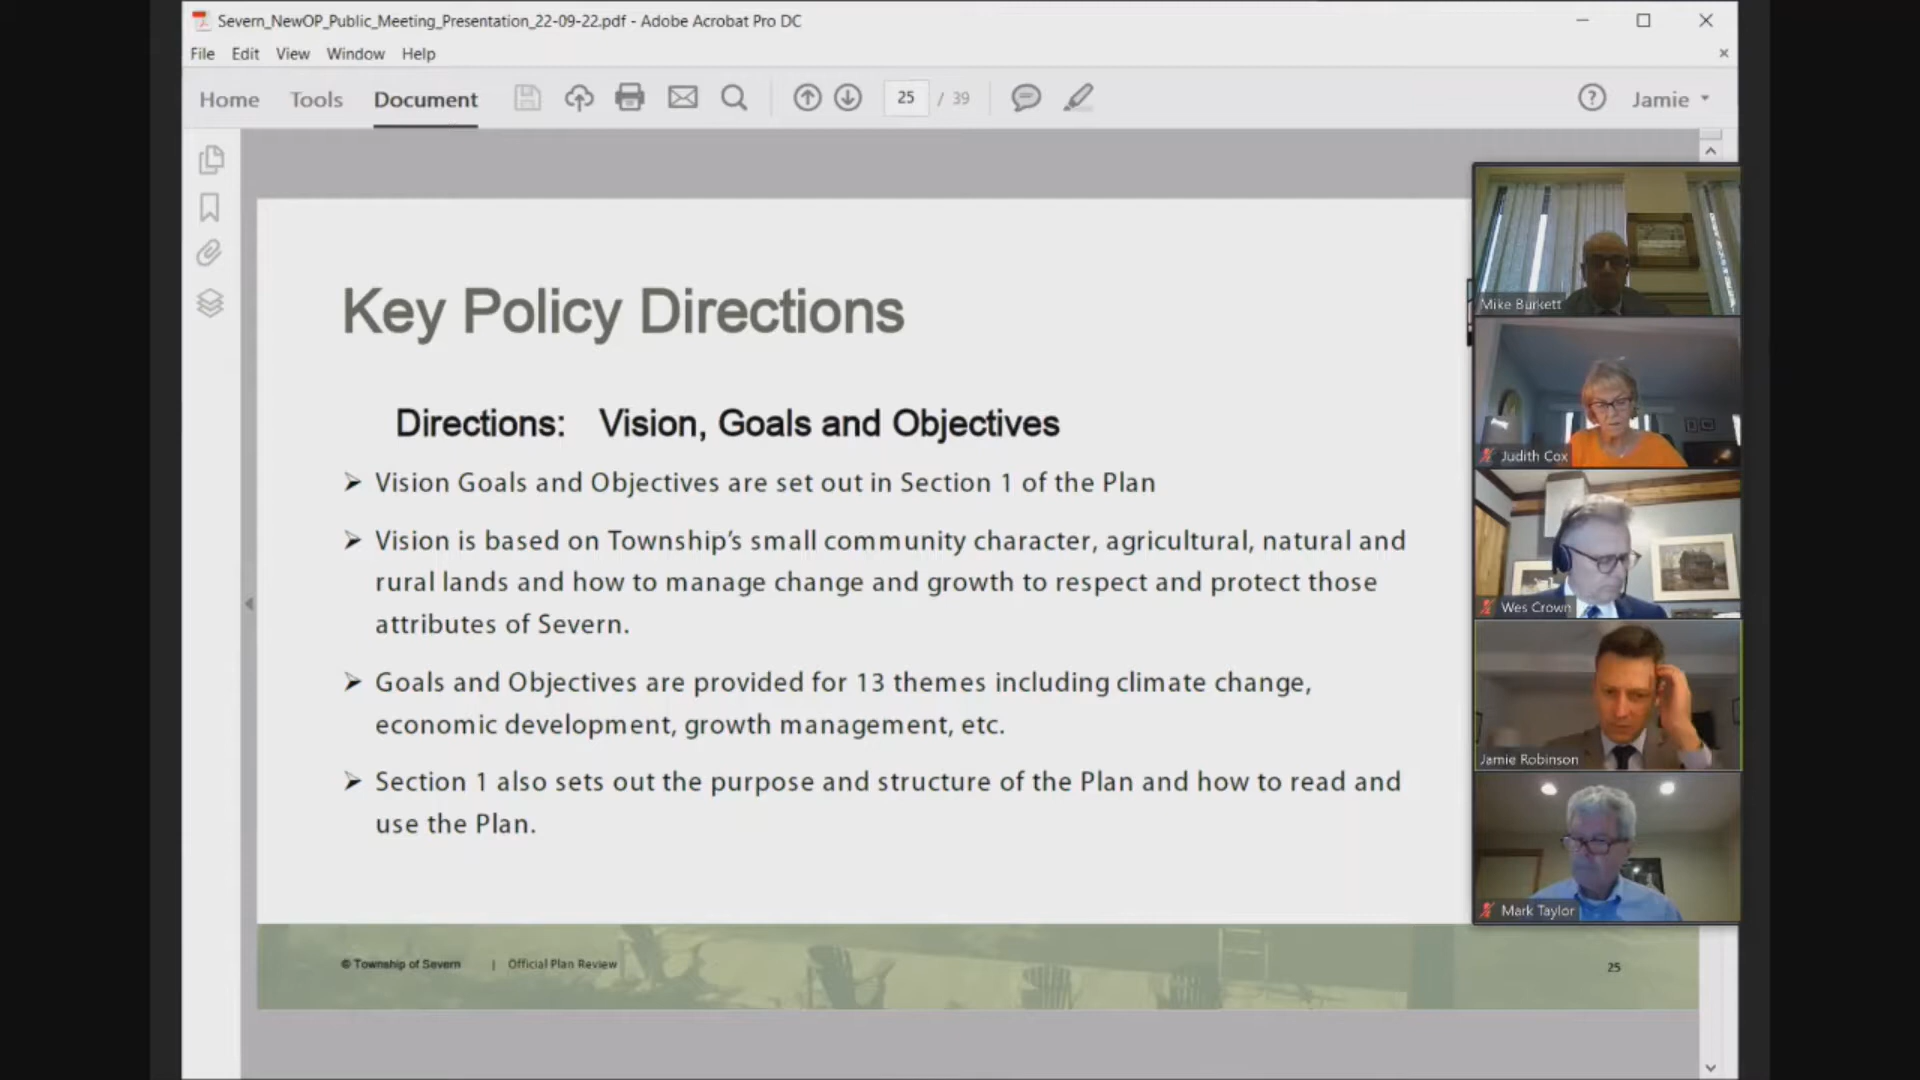 Severn_NewOP_Public_Meeting_Presentation_22-09-22.pdf - Adobe Acrobat Pro DC
File Edit View Window Help
Home Tools Document 25 / 39 Jamie
Key Policy Directions
Directions: Vision, Goals and Objectives
➢ Vision Goals and Objectives are set out in Section 1 of the Plan
➢ Vision is based on Township's small community character, agricultural, natural and
rural lands and how to manage change and growth to respect and protect those
attributes of Severn.
➢ Goals and Objectives are provided for 13 themes including climate change,
economic development, growth management, etc.
➢ Section 1 also sets out the purpose and structure of the Plan and how to read and
use the Plan.
© Township of Severn | Official Plan Review 25
Mike Burkett
Judith Cox
Wes Crown
Jamie Robinson
Mark Taylor